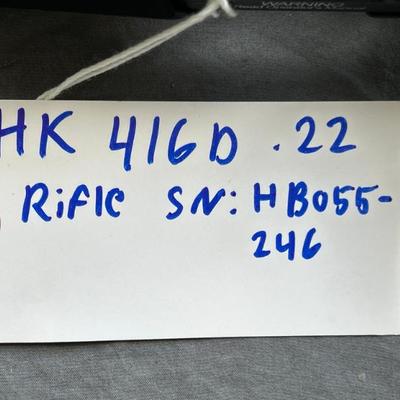 WARNING
HK 416D .22
RiflE SN: HB055-
246